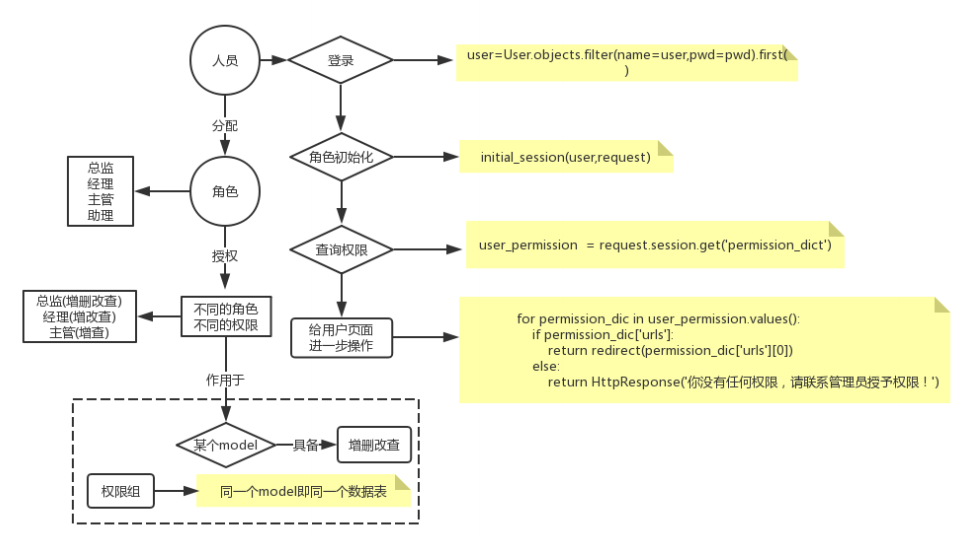 人员
登录
user=User.objects.filter(name=user,pwd=pwd).first(
)
分配
角色初始化
initial_session(user,request)
总监
经理
主管
助理
角色
授权
查询权限
user_permission = request.session.get('permission_dict')
总监(增删改查)
经理(增改查)
主管(增查)
不同的角色
不同的权限
给用户页面
进一步操作
for permission_dic in user_permission.values():
if permission_dic['urls']:
return redirect(permission_dic['urls'][0])
else:
return HttpResponse('你没有任何权限，请联系管理员授予权限！')
作用于
某个model
具备
增删改查
权限组
同一个model即同一个数据表